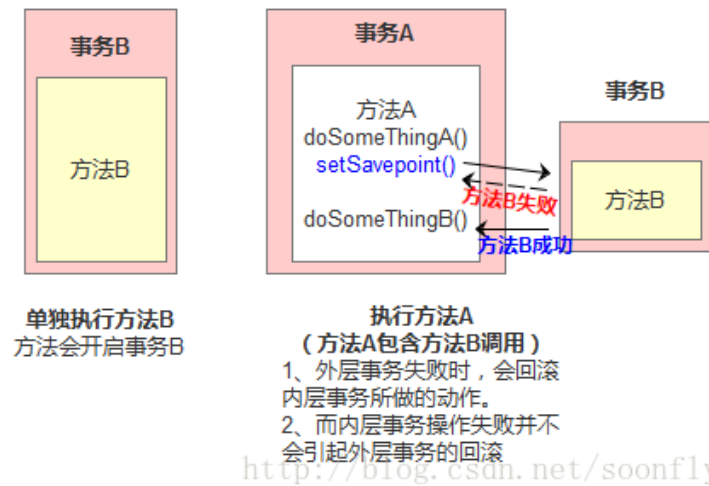 事务B
方法B
单独执行方法B
方法会开启事务B
事务A
方法A
doSomeThingA()
setSavepoint()
方法B失败
doSomeThingB()
方法B成功
事务B
方法B
执行方法A
（方法A包含方法B调用）
1、外层事务失败时，会回滚
内层事务所做的动作。
2、而内层事务操作失败并不
会引起外层事务的回滚
http://blog.csdn.net/soonfly